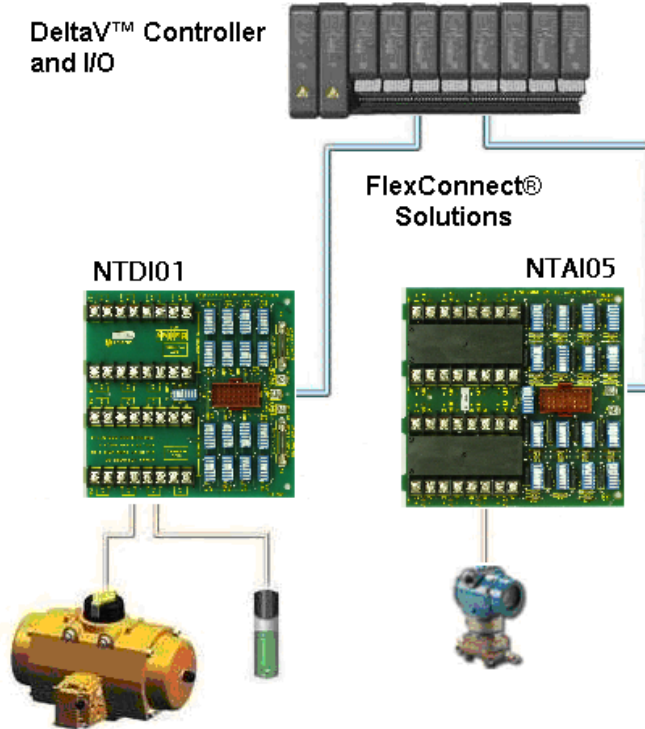 DeltaV™ Controller
and I/O
FlexConnect®
Solutions
NTDI01
NTAI05